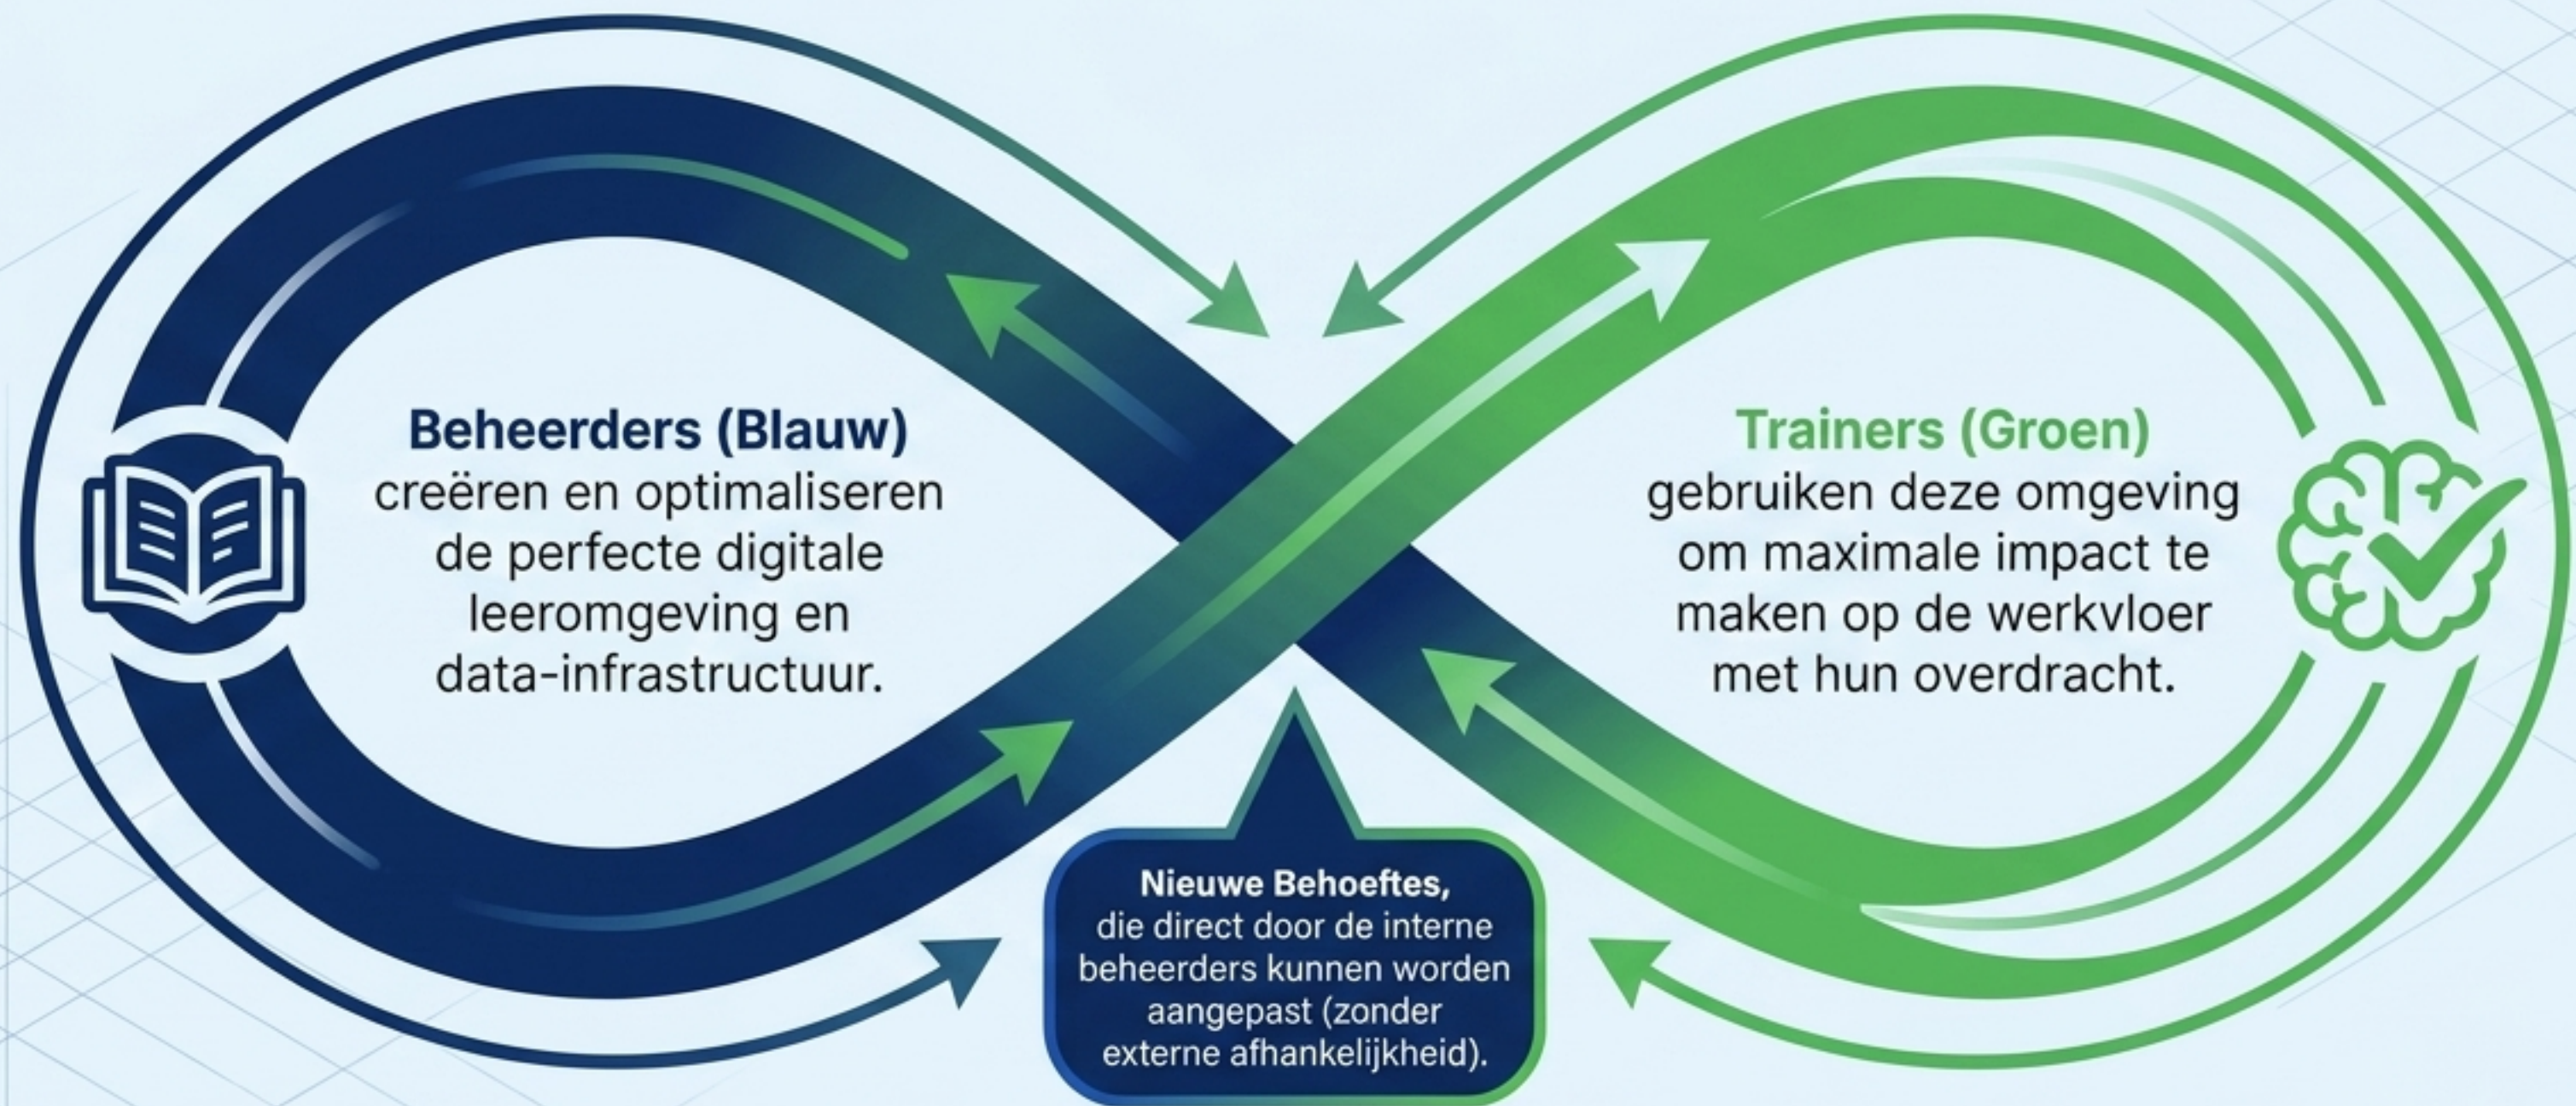 Beheerders (Blauw)
creëren en optimaliseren
de perfecte digitale
leeromgeving en
data-infrastructuur.
Trainers (Groen)
gebruiken deze omgeving
om maximale impact te
maken op de werkvloer
met hun overdracht.
Nieuwe Behoeftes,
die direct door de interne
beheerders kunnen worden
aangepast (zonder
externe afhankelijkheid).